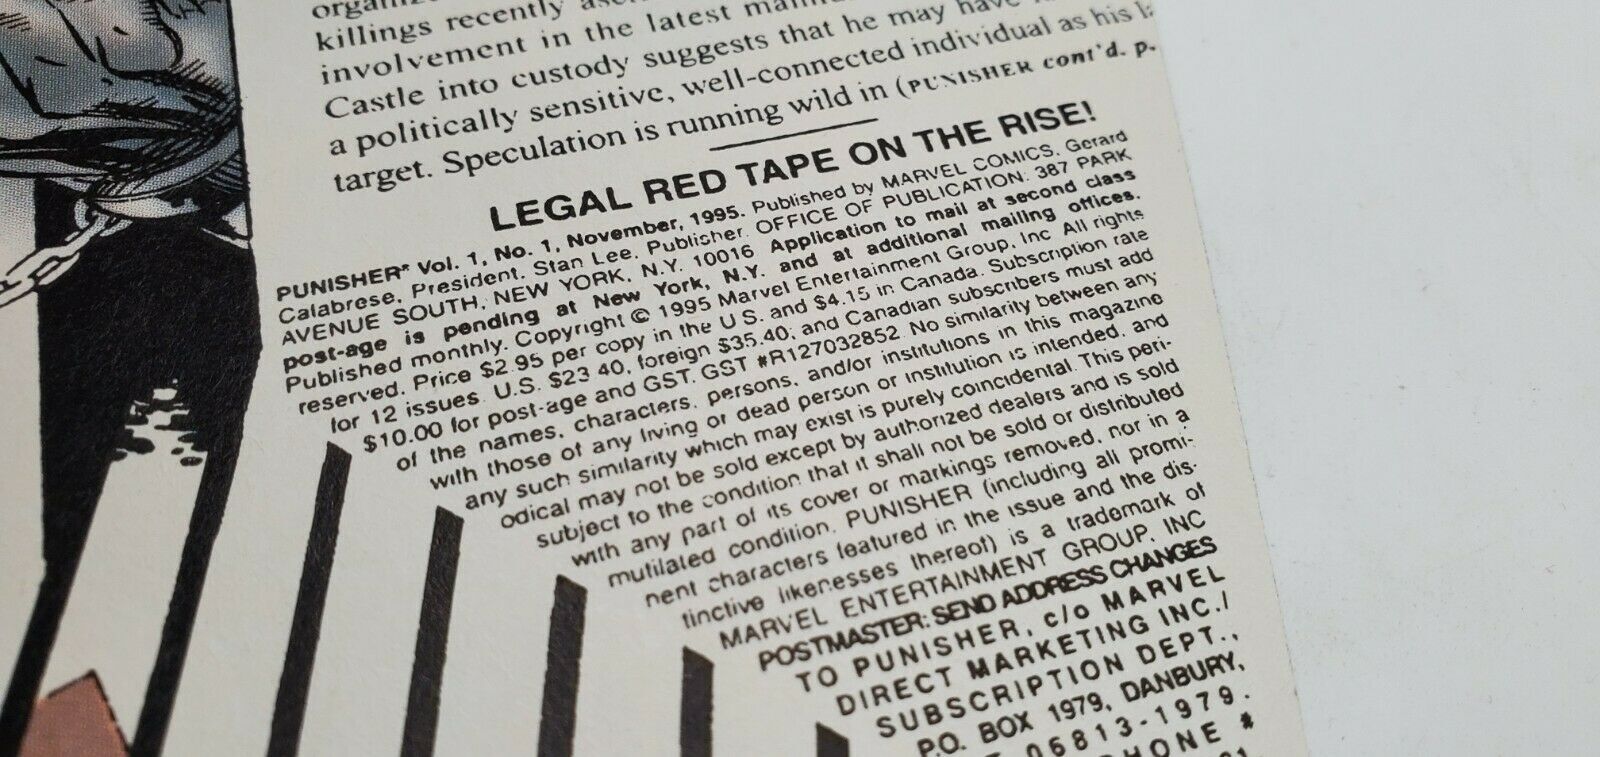 killings recently
involvement in the latest
Castle into custody suggests that he may have
a politically sensitive, well-connected individual as his
target. Speculation is running wild in (PUNISHER cont'd. p.
LEGAL RED TAPE ON THE RISE!
PUNISHER® Vol. 1, No. 1, November, 1995. Published by MARVEL COMICS, Gerard
Calabrese, President. Stan Lee, Publisher. OFFICE OF PUBLICATION: 387 PARK
AVENUE SOUTH, NEW YORK, N.Y. 10016. Application to mail at second class
post-age is pending at New York, N.Y. and at additional mailing offices.
Published monthly. Copyright © 1995 Marvel Entertainment Group, Inc. All rights
reserved. Price $2.95 per copy in the U.S. and $4.15 in Canada. Subscription rate
for 12 issues. U.S. $23.40, foreign $35.40, and Canadian subscribers must add
$10.00 for post-age and GST. GST #R127032852. No similarity between any
of the names, characters, persons, and/or institutions in this magazine
with those of any living or dead person or institution is intended, and
any such similarity which may exist is purely coincidental. This peri-
odical may not be sold except by authorized dealers and is sold
subject to the condition that it shall not be sold or distributed
with any part of its cover or markings removed, nor in a
mutilated condition. PUNISHER (including all promi-
nent characters featured in the issue and the dis-
tinctive likenesses thereof) is a trademark of
MARVEL ENTERTAINMENT GROUP, INC
POSTMASTER: SEND ADDRESS CHANGES
TO PUNISHER, c/o MARVEL
DIRECT MARKETING INC./
SUBSCRIPTION DEPT.,
P.O. BOX 1979, DANBURY,
06813-1979.
#